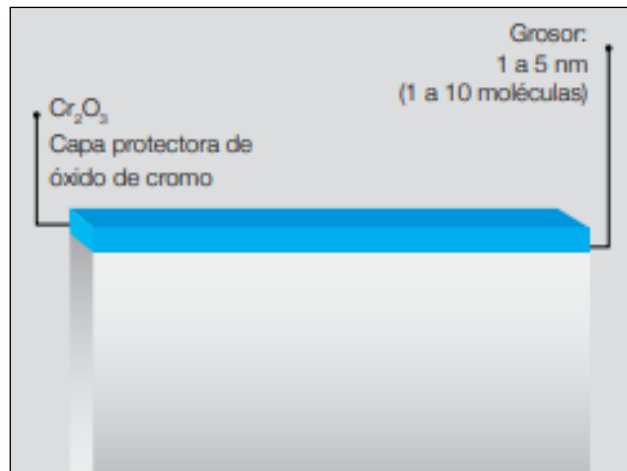 Grosor:
1 a 5 nm
(1 a 10 moléculas)
Cr₂O₃
Capa protectora de
óxido de cromo